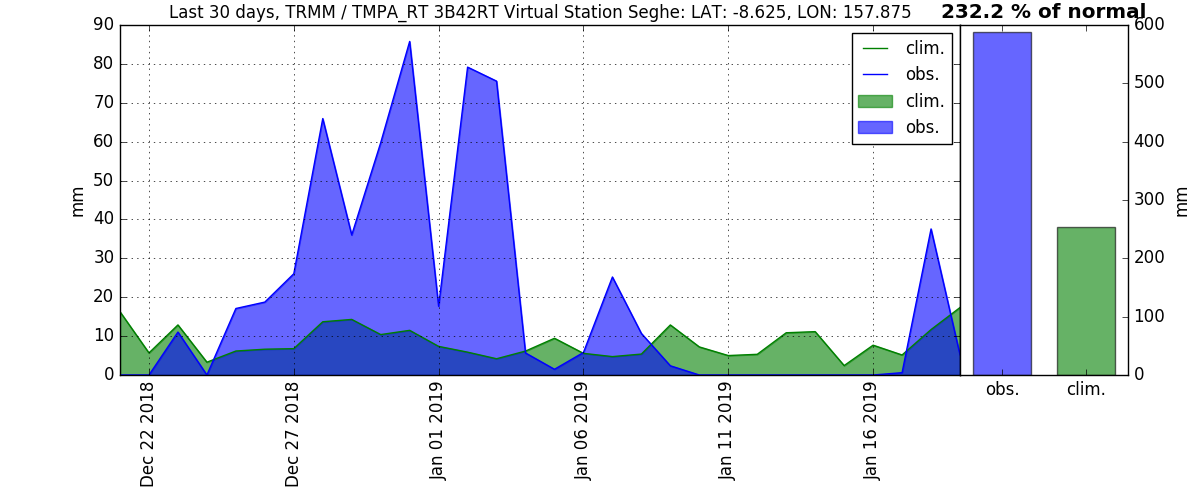 Last 30 days, TRMM / TMPA_RT 3B42RT Virtual Station Seghe: LAT: -8.625, LON: 157.875
232.2 % of normal
90
80
70
60
50
40
30
20
10
0
mm
clim.
obs.
clim.
obs.
Dec 22 2018
Dec 27 2018
Jan 01 2019
Jan 06 2019
Jan 11 2019
Jan 16 2019
600
500
400
300
200
100
0
mm
obs.
clim.